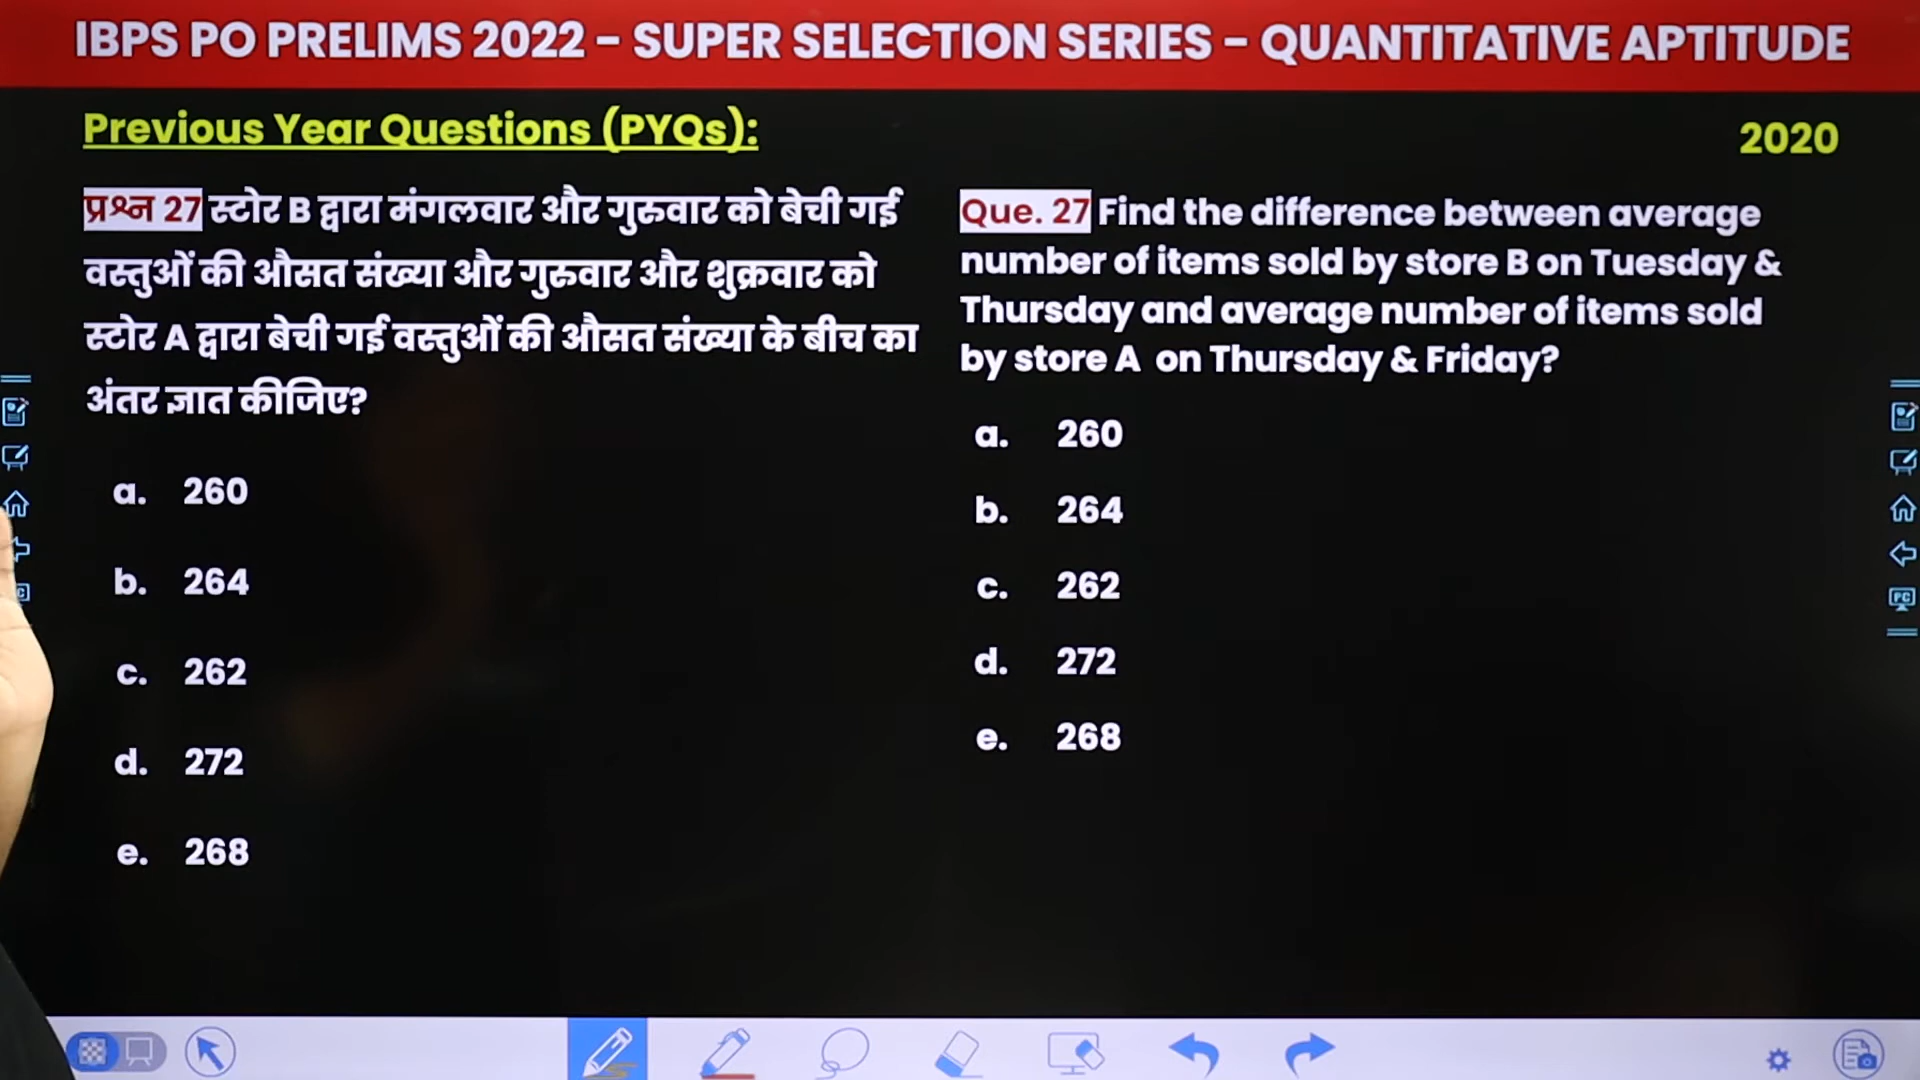 IBPS PO PRELIMS 2022 - SUPER SELECTION SERIES - QUANTITATIVE APTITUDE
Previous Year Questions (PYQs):
2020
प्रश्न 27 स्टोर B द्वारा मंगलवार और गुरुवार को बेची गई
वस्तुओं की औसत संख्या और गुरुवार और शुक्रवार को
स्टोर A द्वारा बेची गई वस्तुओं की औसत संख्या के बीच का
अंतर ज्ञात कीजिए?
a. 260
b. 264
c. 262
d. 272
e. 268
Que. 27 Find the difference between average
number of items sold by store B on Tuesday &
Thursday and average number of items sold
by store A on Thursday & Friday?
a. 260
b. 264
c. 262
d. 272
e. 268
PC